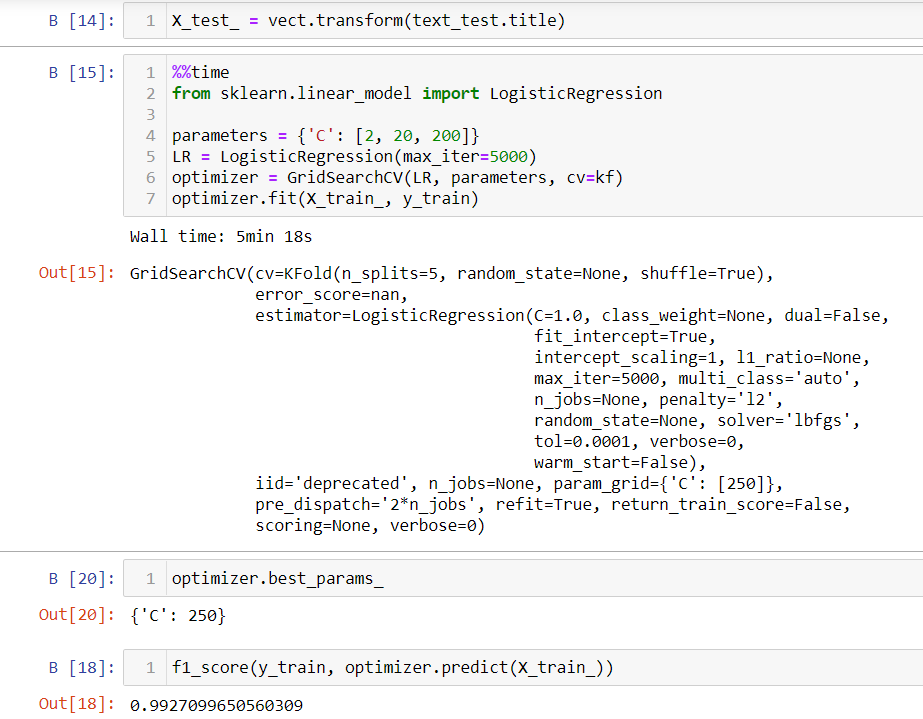 B [14]: 1 X_test_ = vect.transform(text_test.title)
B [15]: 1 %%time
2 from sklearn.linear_model import LogisticRegression
3
4 parameters = {'C': [2, 20, 200]}
5 LR = LogisticRegression(max_iter=5000)
6 optimizer = GridSearchCV(LR, parameters, cv=kf)
7 optimizer.fit(X_train_, y_train)
Wall time: 5min 18s
Out[15]: GridSearchCV(cv=KFold(n_splits=5, random_state=None, shuffle=True),
error_score=nan,
estimator=LogisticRegression(C=1.0, class_weight=None, dual=False,
fit_intercept=True,
intercept_scaling=1, l1_ratio=None,
max_iter=5000, multi_class='auto',
n_jobs=None, penalty='l2',
random_state=None, solver='lbfgs',
tol=0.0001, verbose=0,
warm_start=False),
iid='deprecated', n_jobs=None, param_grid={'C': [250]},
pre_dispatch='2*n_jobs', refit=True, return_train_score=False,
scoring=None, verbose=0)
B [20]: 1 optimizer.best_params_
Out[20]: {'C': 250}
B [18]: 1 f1_score(y_train, optimizer.predict(X_train_))
Out[18]: 0.9927099650560309